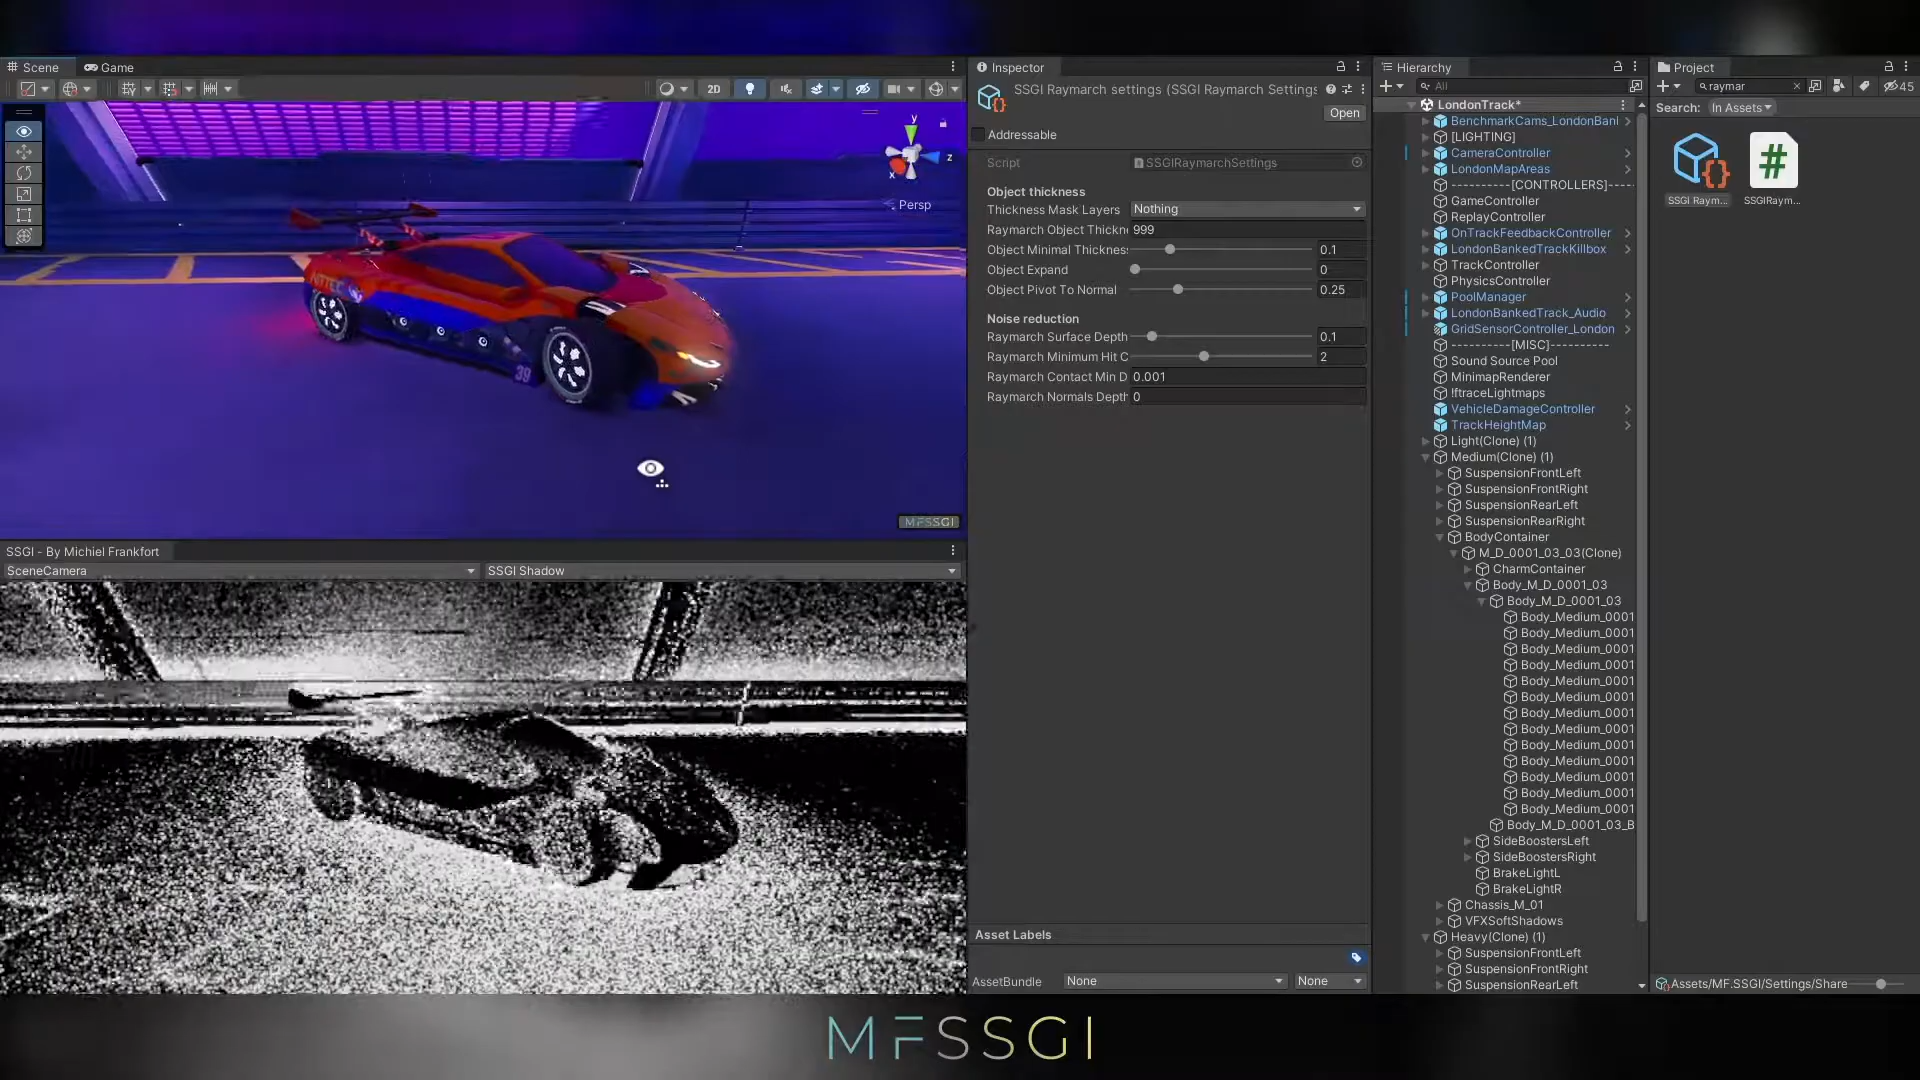 Scene
Game
2D
y
z
x
Persp
39
MFSSGI
SSGI - By Michiel Frankfort
SceneCamera
SSGI Shadow
Inspector
SSGI Raymarch settings (SSGI Raymarch Settings
Open
Addressable
Script
SSGIRaymarchSettings
Object thickness
Thickness Mask Layers
Nothing
Raymarch Object Thickn
999
Object Minimal Thickness
0.1
Object Expand
0
Object Pivot To Normal
0.25
Noise reduction
Raymarch Surface Depth
0.1
Raymarch Minimum Hit C
2
Raymarch Contact Min D
0.001
Raymarch Normals Depth
0
Asset Labels
AssetBundle
None
None
Hierarchy
All
LondonTrack*
BenchmarkCams_LondonBanl
[LIGHTING]
CameraController
LondonMapAreas
----------[CONTROLLERS]----
GameController
ReplayController
OnTrackFeedbackController
LondonBankedTrackKillbox
TrackController
PhysicsController
PoolManager
LondonBankedTrack_Audio
GridSensorController_London
----------[MISC]----------
Sound Source Pool
MinimapRenderer
!ftraceLightmaps
VehicleDamageController
TrackHeightMap
Light(Clone) (1)
Medium(Clone) (1)
SuspensionFrontLeft
SuspensionFrontRight
SuspensionRearLeft
SuspensionRearRight
BodyContainer
M_D_0001_03_03(Clone)
CharmContainer
Body_M_D_0001_03
Body_M_D_0001_03
Body_Medium_0001
Body_Medium_0001
Body_Medium_0001
Body_Medium_0001
Body_Medium_0001
Body_Medium_0001
Body_Medium_0001
Body_Medium_0001
Body_Medium_0001
Body_Medium_0001
Body_Medium_0001
Body_Medium_0001
Body_Medium_0001
Body_M_D_0001_03_B
SideBoostersLeft
SideBoostersRight
BrakeLightL
BrakeLightR
Chassis_M_01
VFXSoftShadows
Heavy(Clone) (1)
SuspensionFrontLeft
SuspensionFrontRight
SuspensionRearLeft
Project
raymar
45
Search:
In Assets
SSGI Raym...
SSGIRaym...
Assets/MF.SSGI/Settings/Share
MFSSGI